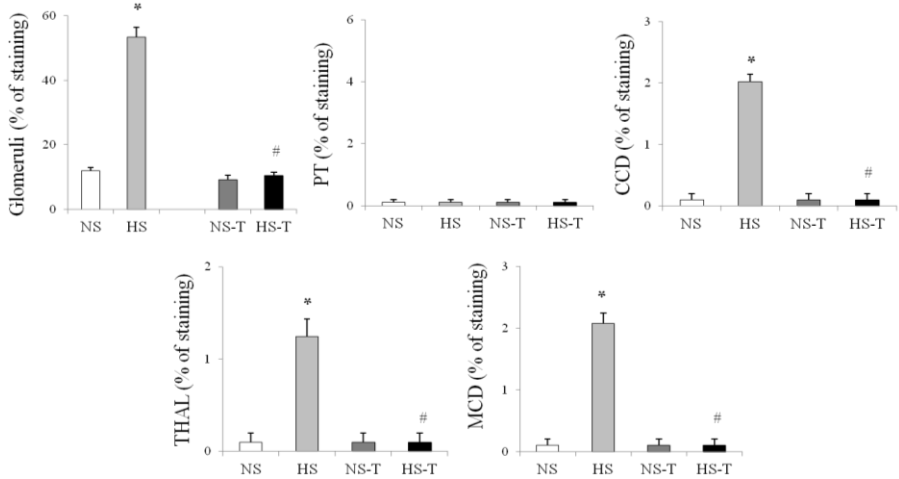 Glomeruli (% of staining)
60
40
20
0
*
#
NS HS NS-T HS-T
PT (% of staining)
6
4
2
0
NS HS NS-T HS-T
CCD (% of staining)
3
2
1
0
*
#
NS HS NS-T HS-T
THAL (% of staining)
2
1
0
*
#
NS HS NS-T HS-T
MCD (% of staining)
3
2
1
0
*
#
NS HS NS-T HS-T